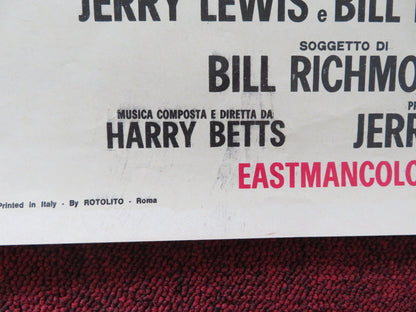 JERRY LEWIS e BILL
SOGGETTO DI
BILL RICHMO
MUSICA COMPOSTA E DIRETTA DA
HARRY BETTS
JERR
EASTMANCOLO
Printed in Italy - By ROTOLITO - Roma